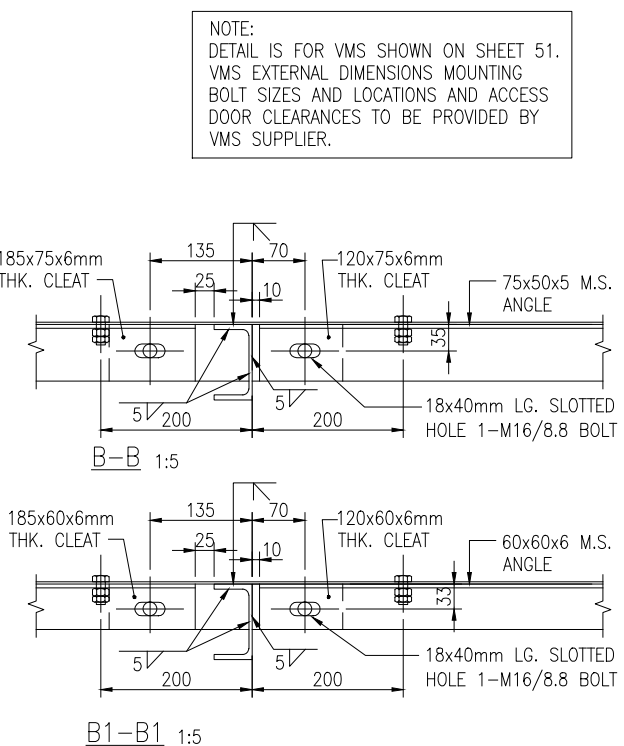 NOTE:
DETAIL IS FOR VMS SHOWN ON SHEET 51.
VMS EXTERNAL DIMENSIONS MOUNTING
BOLT SIZES AND LOCATIONS AND ACCESS
DOOR CLEARANCES TO BE PROVIDED BY
VMS SUPPLIER.
135 70
185x75x6mm
THK. CLEAT
120x75x6mm
THK. CLEAT
25
10
75x50x5 M.S.
ANGLE
35
5
5
18x40mm LG. SLOTTED
HOLE 1-M16/8.8 BOLT
200 200
B-B 1:5
135 70
185x60x6mm
THK. CLEAT
120x60x6mm
THK. CLEAT
25
10
60x60x6 M.S.
ANGLE
33
5
5
18x40mm LG. SLOTTED
HOLE 1-M16/8.8 BOLT
200 200
B1-B1 1:5